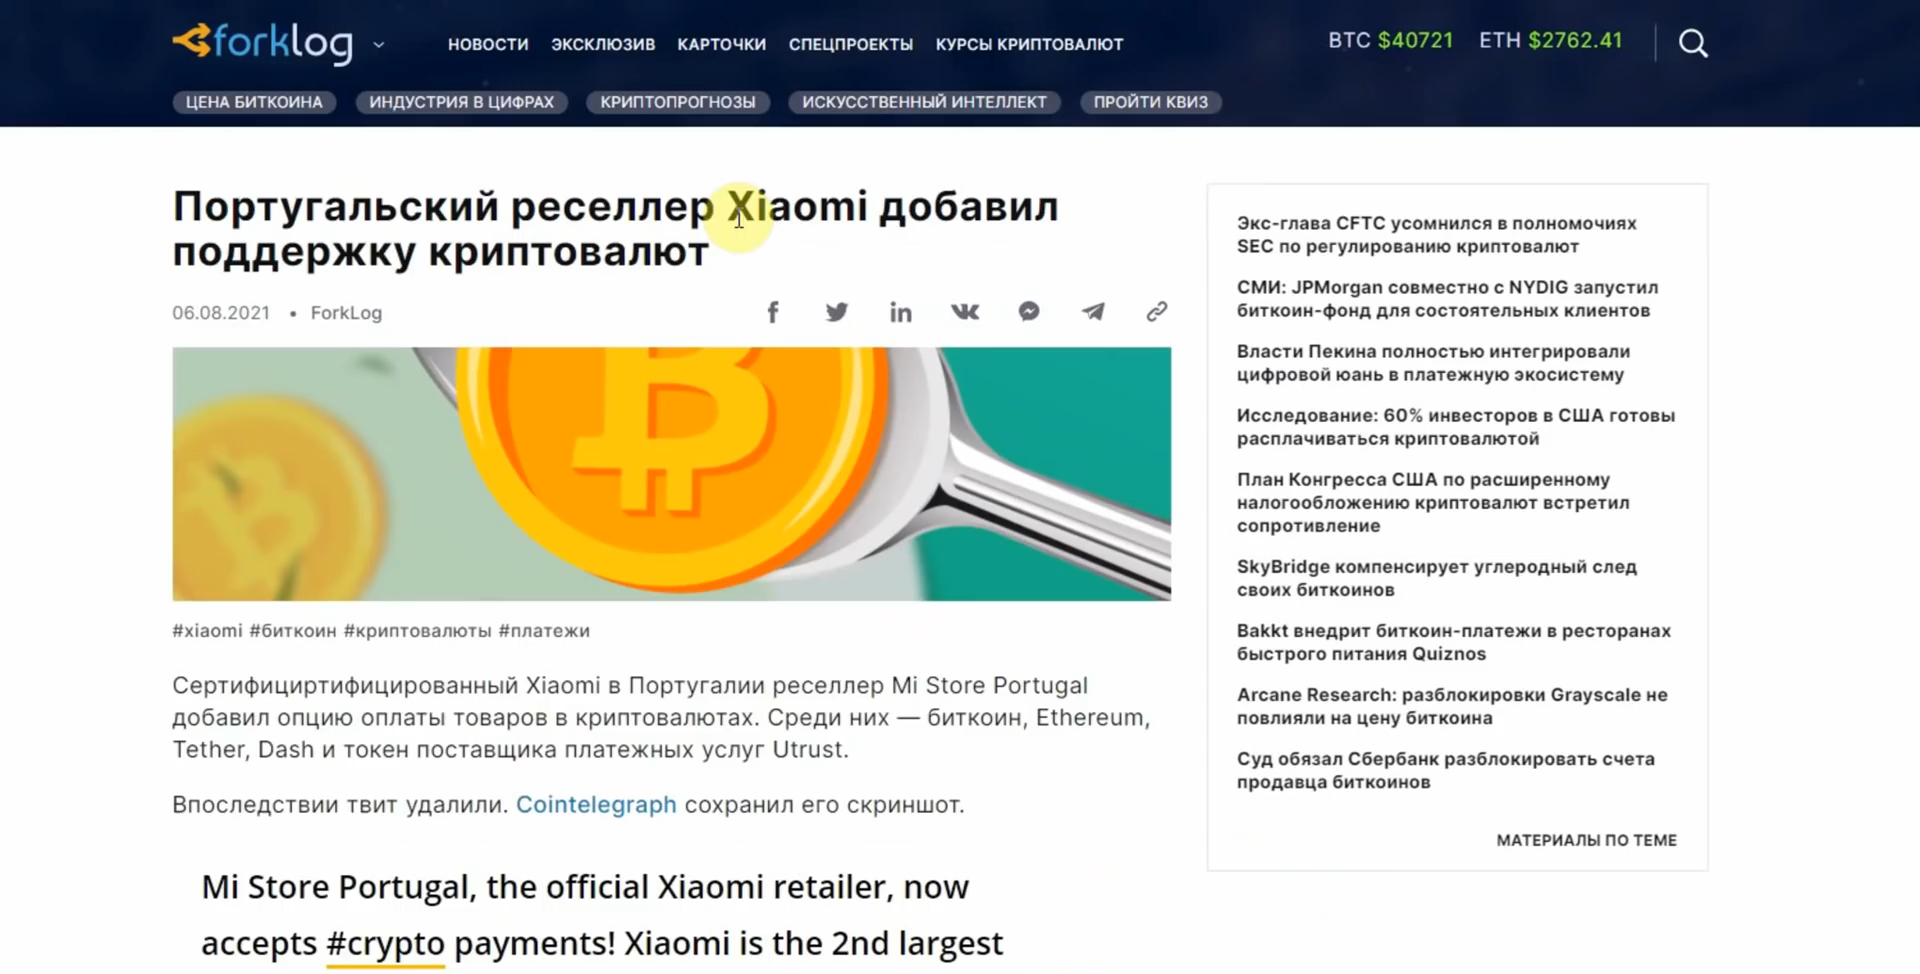 forklog
НОВОСТИ ЭКСКЛЮЗИВ КАРТОЧКИ СПЕЦПРОЕКТЫ КУРСЫ КРИПТОВАЛЮТ
BTC $40721 ETH $2762.41
ЦЕНА БИТКОИНА ИНДУСТРИЯ В ЦИФРАХ КРИПТОПРОГНОЗЫ ИСКУССТВЕННЫЙ ИНТЕЛЛЕКТ ПРОЙТИ КВИЗ
Португальский реселлер Xiaomi добавил
поддержку криптовалют
06.08.2021 • ForkLog
#xiaomi #биткоин #криптовалюты #платежи
Сертифициртифицированный Xiaomi в Португалии реселлер Mi Store Portugal
добавил опцию оплаты товаров в криптовалютах. Среди них — биткоин, Ethereum,
Tether, Dash и токен поставщика платежных услуг Utrust.
Впоследствии твит удалили. Cointelegraph сохранил его скриншот.
Mi Store Portugal, the official Xiaomi retailer, now
accepts #crypto payments! Xiaomi is the 2nd largest
Экс-глава CFTC усомнился в полномочиях
SEC по регулированию криптовалют
СМИ: JPMorgan совместно с NYDIG запустил
биткоин-фонд для состоятельных клиентов
Власти Пекина полностью интегрировали
цифровой юань в платежную экосистему
Исследование: 60% инвесторов в США готовы
расплачиваться криптовалютой
План Конгресса США по расширенному
налогообложению криптовалют встретил
сопротивление
SkyBridge компенсирует углеродный след
своих биткоинов
Bakkt внедрит биткоин-платежи в ресторанах
быстрого питания Quiznos
Arcane Research: разблокировки Grayscale не
повлияли на цену биткоина
Суд обязал Сбербанк разблокировать счета
продавца биткоинов
МАТЕРИАЛЫ ПО ТЕМЕ